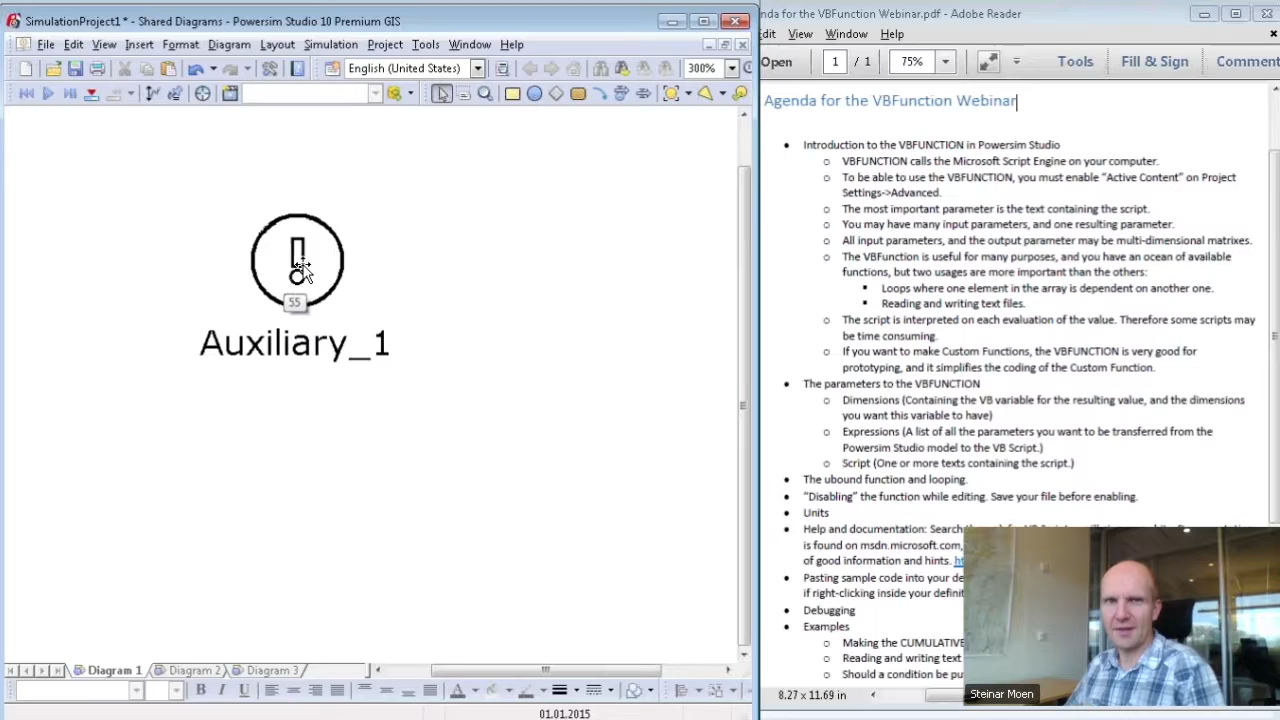 SimulationProject1 * - Shared Diagrams - Powersim Studio 10 Premium GIS
File Edit View Insert Format Diagram Layout Simulation Project Tools Window Help
English (United States)
300%
55
Auxiliary_1
Diagram 1
Diagram 2
Diagram 3
B I U
01.01.2015
nda for the VBFunction Webinar.pdf - Adobe Reader
dit View Window Help
Open
1 / 1
75%
Tools
Fill & Sign
Comment
Agenda for the VBFunction Webinar
• Introduction to the VBFUNCTION in Powersim Studio
o VBFUNCTION calls the Microsoft Script Engine on your computer.
o To be able to use the VBFUNCTION, you must enable “Active Content” on Project
Settings->Advanced.
o The most important parameter is the text containing the script.
o You may have many input parameters, and one resulting parameter.
o All input parameters, and the output parameter may be multi-dimensional matrixes.
o The VBFunction is useful for many purposes, and you have an ocean of available
functions, but two usages are more important than the others:
▪ Loops where one element in the array is dependent on another one.
▪ Reading and writing text files.
o The script is interpreted on each evaluation of the value. Therefore some scripts may
be time consuming.
o If you want to make Custom Functions, the VBFUNCTION is very good for
prototyping, and it simplifies the coding of the Custom Function.
• The parameters to the VBFUNCTION
o Dimensions (Containing the VB variable for the resulting value, and the dimensions
you want this variable to have)
o Expressions (A list of all the parameters you want to be transferred from the
Powersim Studio model to the VB Script.)
o Script (One or more texts containing the script.)
• The ubound function and looping.
• “Disabling” the function while editing. Save your file before enabling.
• Units
• Help and documentation: Search
is found on msdn.microsoft.com,
of good information and hints. ht
• Pasting sample code into your de
if right-clicking inside your definit
• Debugging
• Examples
o Making the CUMULATIVE
o Reading and writing text
o Should a condition be pu
8.27 x 11.69 in
Steinar Moen